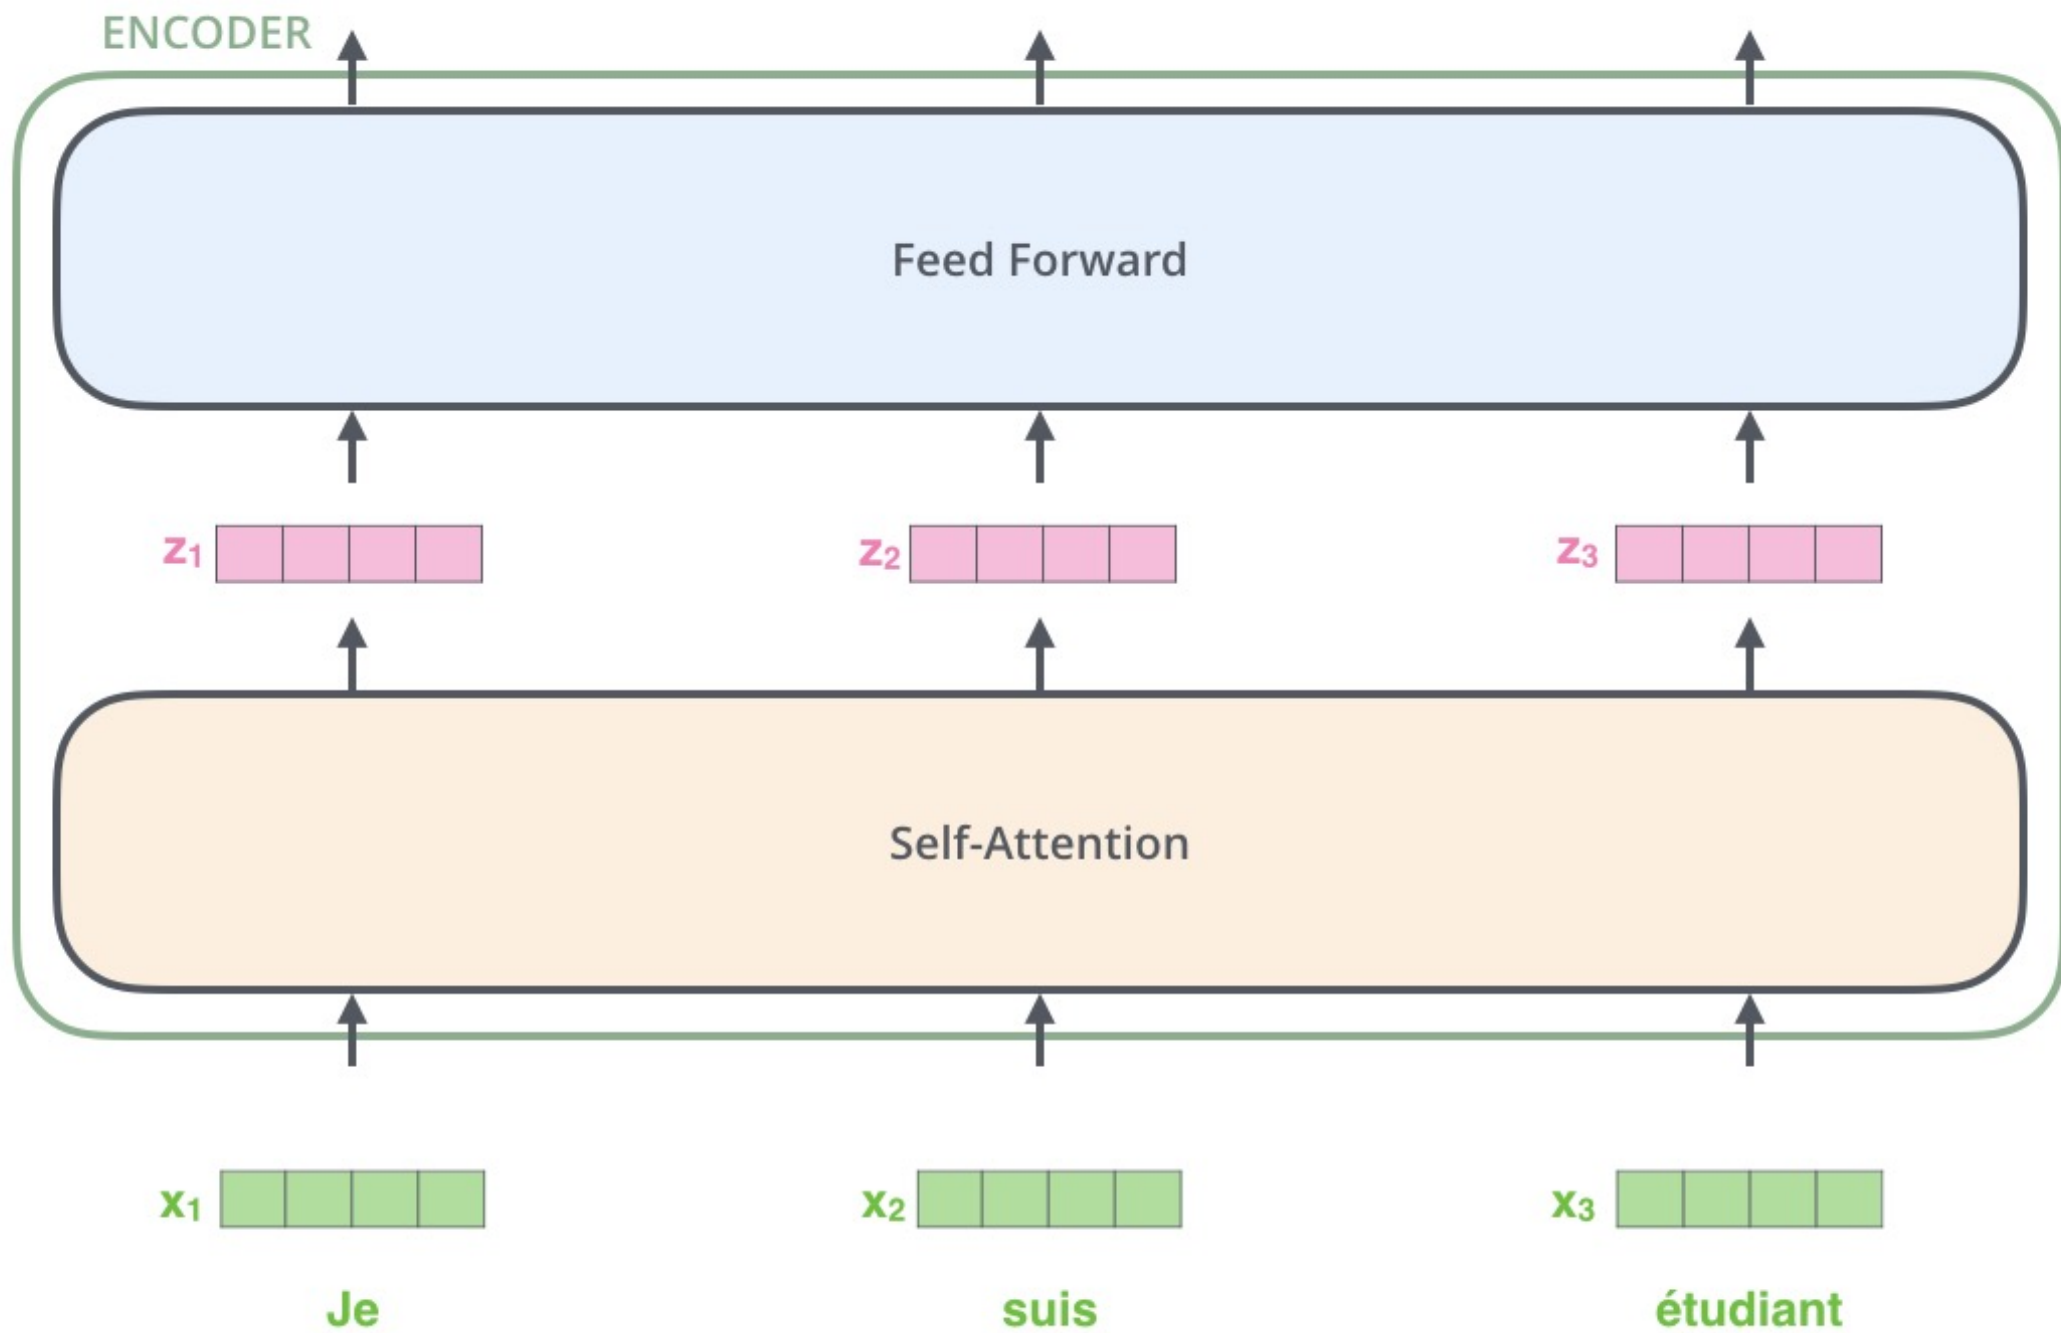 ENCODER
Feed Forward
z₁ z₂ z₃
Self-Attention
x₁ x₂ x₃
Je suis étudiant